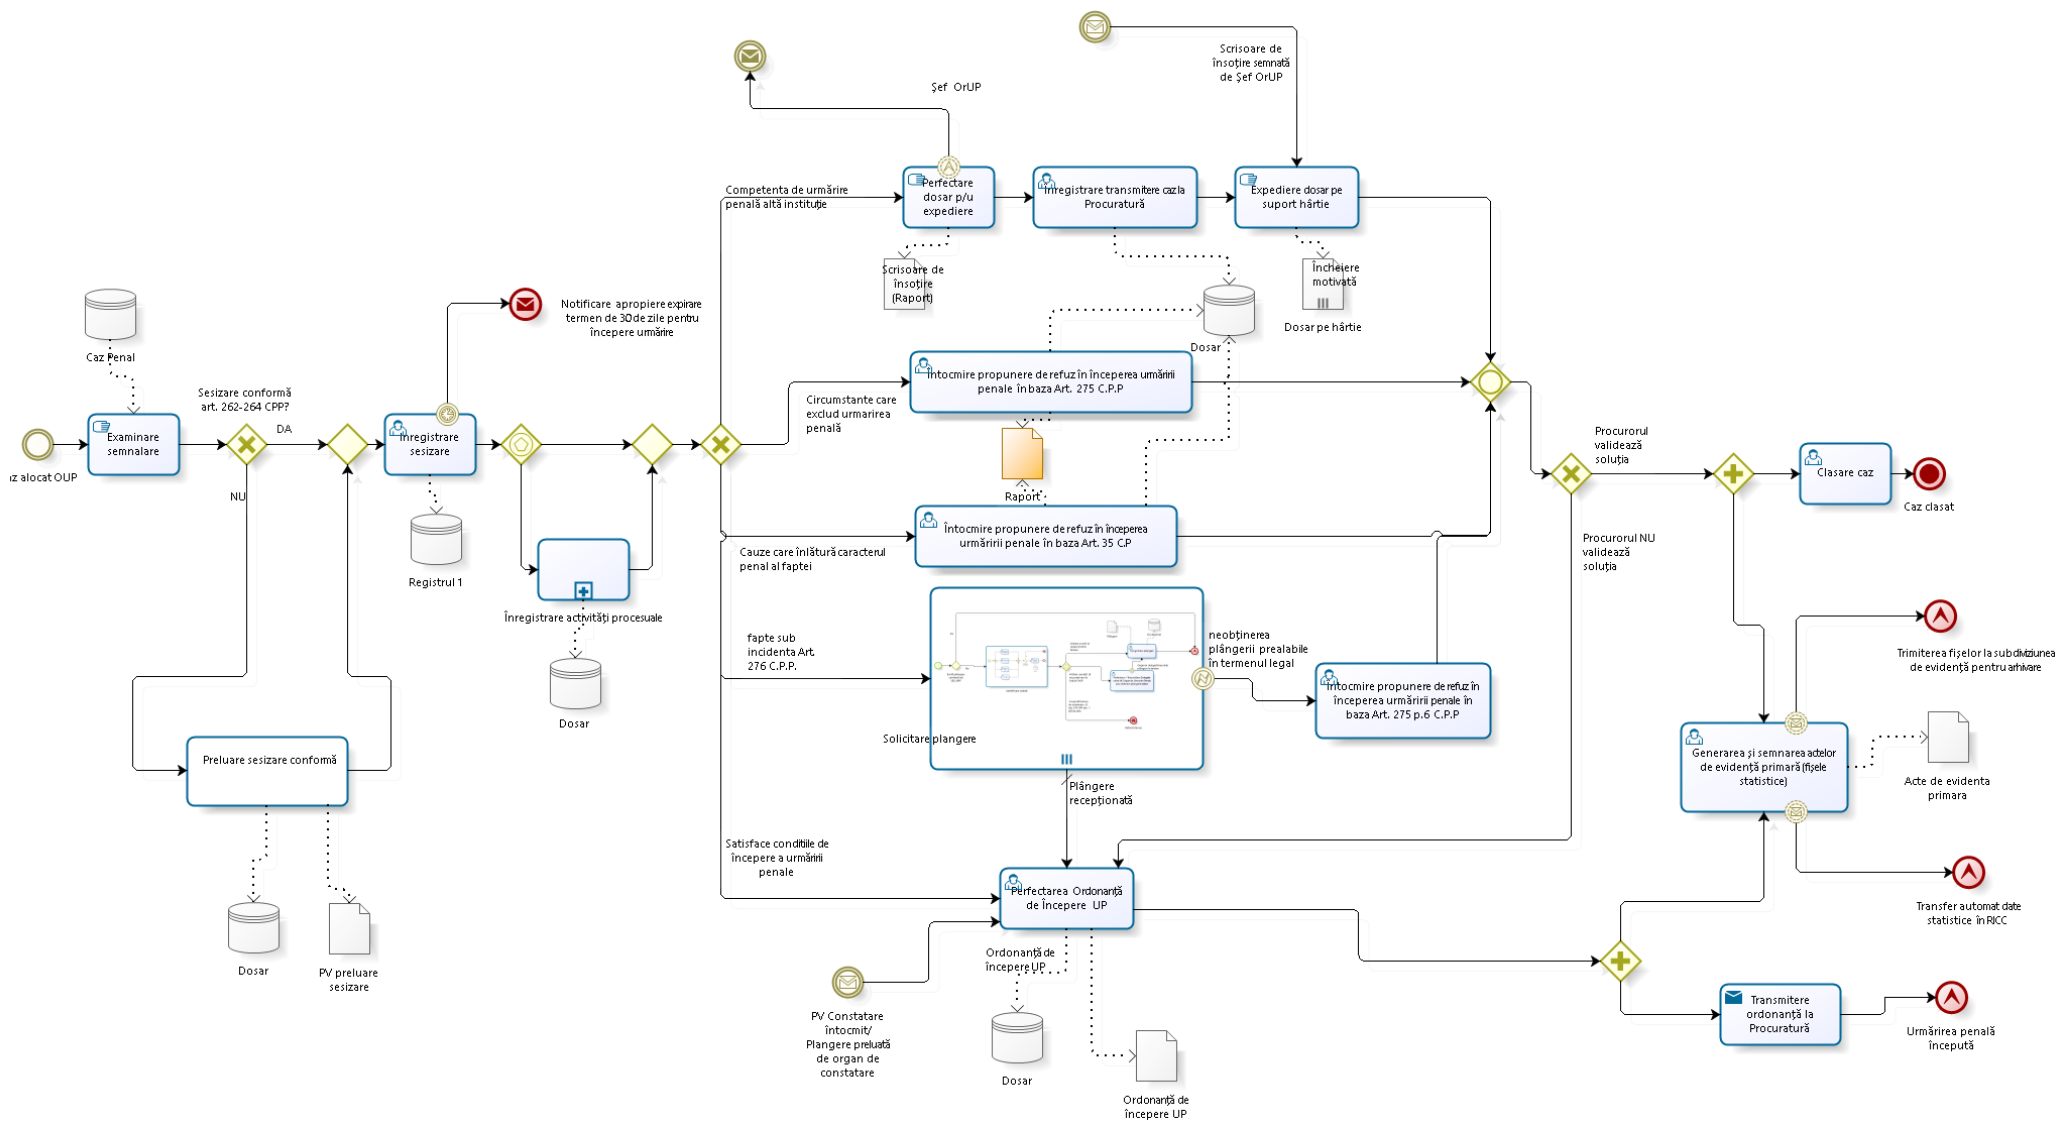 Șef OrUP
Scrisoare de
însoțire semnată
de Șef OrUP
Competenta de urmărire
penală altă instituție
Perfectare
dosar p/u
expediere
Înregistrare transmitere caz la
Procuratură
Expediere dosar pe
suport hârtie
Scrisoare de
însoțire
(Raport)
Încheiere
motivată
Dosar pe hârtie
Dosar
Caz Penal
Notificare apropiere expirare
termen de 30 de zile pentru
începere urmărire
Sesizare conformă
art. 262-264 CPP?
DA
NU
Examinare
semnalare
iz alocat OUP
Înregistrare
sesizare
Registrul 1
Înregistrare activități procesuale
Dosar
Preluare sesizare conformă
Dosar
PV preluare
sesizare
Circumstante care
exclud urmarirea
penală
Întocmire propunere de refuz în începerea urmăririi
penale în baza Art. 275 C.P.P
Raport
Cauze care înlătură caracterul
penal al faptei
Întocmire propunere de refuz în începerea
urmăririi penale în baza Art. 35 C.P
fapte sub
incidenta Art.
276 C.P.P.
Solicitare plangere
neobținerea
plângerii prealabile
în termenul legal
Întocmire propunere de refuz în
începerea urmăririi penale în
baza Art. 275 p.6 C.P.P
Plângere
recepționată
Satisface condițiile de
începere a urmăririi
penale
Perfectarea Ordonanță
de Începere UP
Ordonanță de
începere UP
PV Constatare
întocmit/
Plangere preluată
de organ de
constatare
Dosar
Ordonanță de
începere UP
Procurorul
validează
soluția
Procurorul NU
validează
soluția
Clasare caz
Caz clasat
Trimiterea fișelor la subdiviziunea
de evidență pentru arhivare
Generarea și semnarea actelor
de evidență primară (fișele
statistice)
Acte de evidenta
primara
Transfer automat date
statistice în RICC
Transmitere
ordonanță la
Procuratură
Urmărirea penală
începută